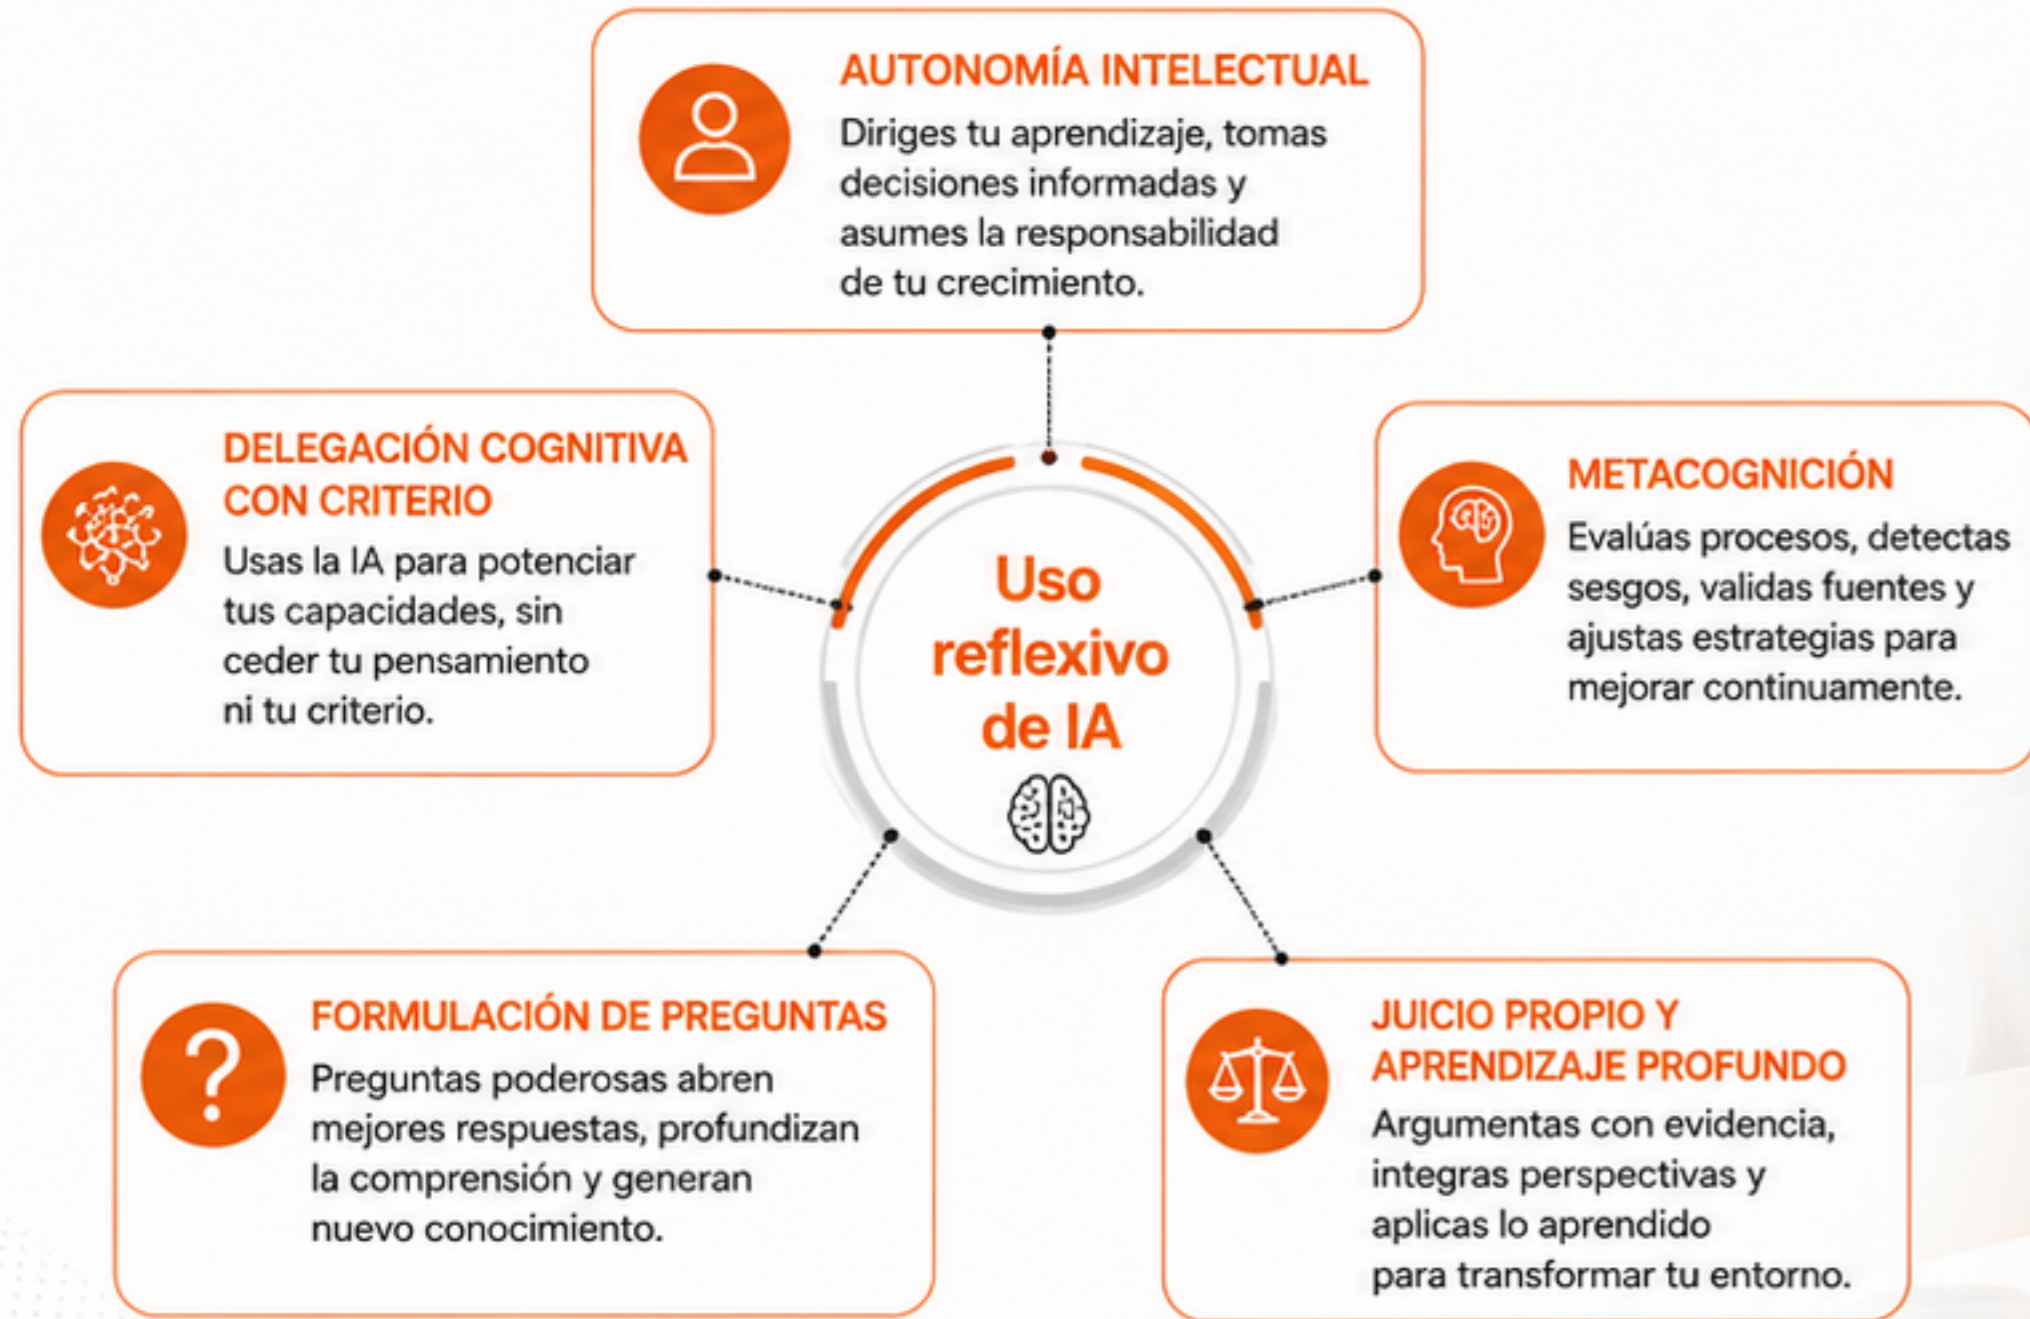 AUTONOMÍA INTELECTUAL
Diriges tu aprendizaje, tomas
decisiones informadas y
asumes la responsabilidad
de tu crecimiento.
DELEGACIÓN COGNITIVA
CON CRITERIO
Usas la IA para potenciar
tus capacidades, sin
ceder tu pensamiento
ni tu criterio.
Uso
reflexivo
de IA
METACOGNICIÓN
Evalúas procesos, detectas
sesgos, validas fuentes y
ajustas estrategias para
mejorar continuamente.
?
FORMULACIÓN DE PREGUNTAS
Preguntas poderosas abren
mejores respuestas, profundizan
la comprensión y generan
nuevo conocimiento.
JUICIO PROPIO Y
APRENDIZAJE PROFUNDO
Argumentas con evidencia,
integras perspectivas y
aplicas lo aprendido
para transformar tu entorno.